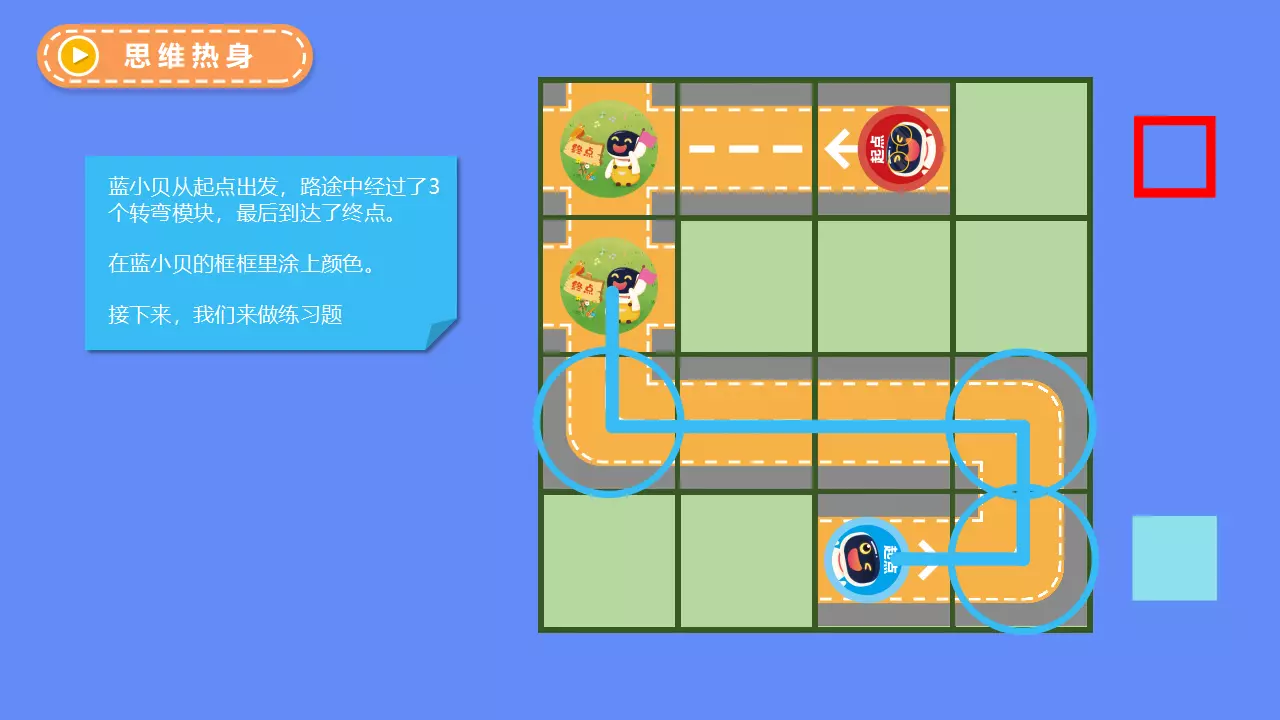 思维热身
蓝小贝从起点出发，路途中经过了3
个转弯模块，最后到达了终点。
在蓝小贝的框框里涂上颜色。
接下来，我们来做练习题
终点
起点
终点
起点